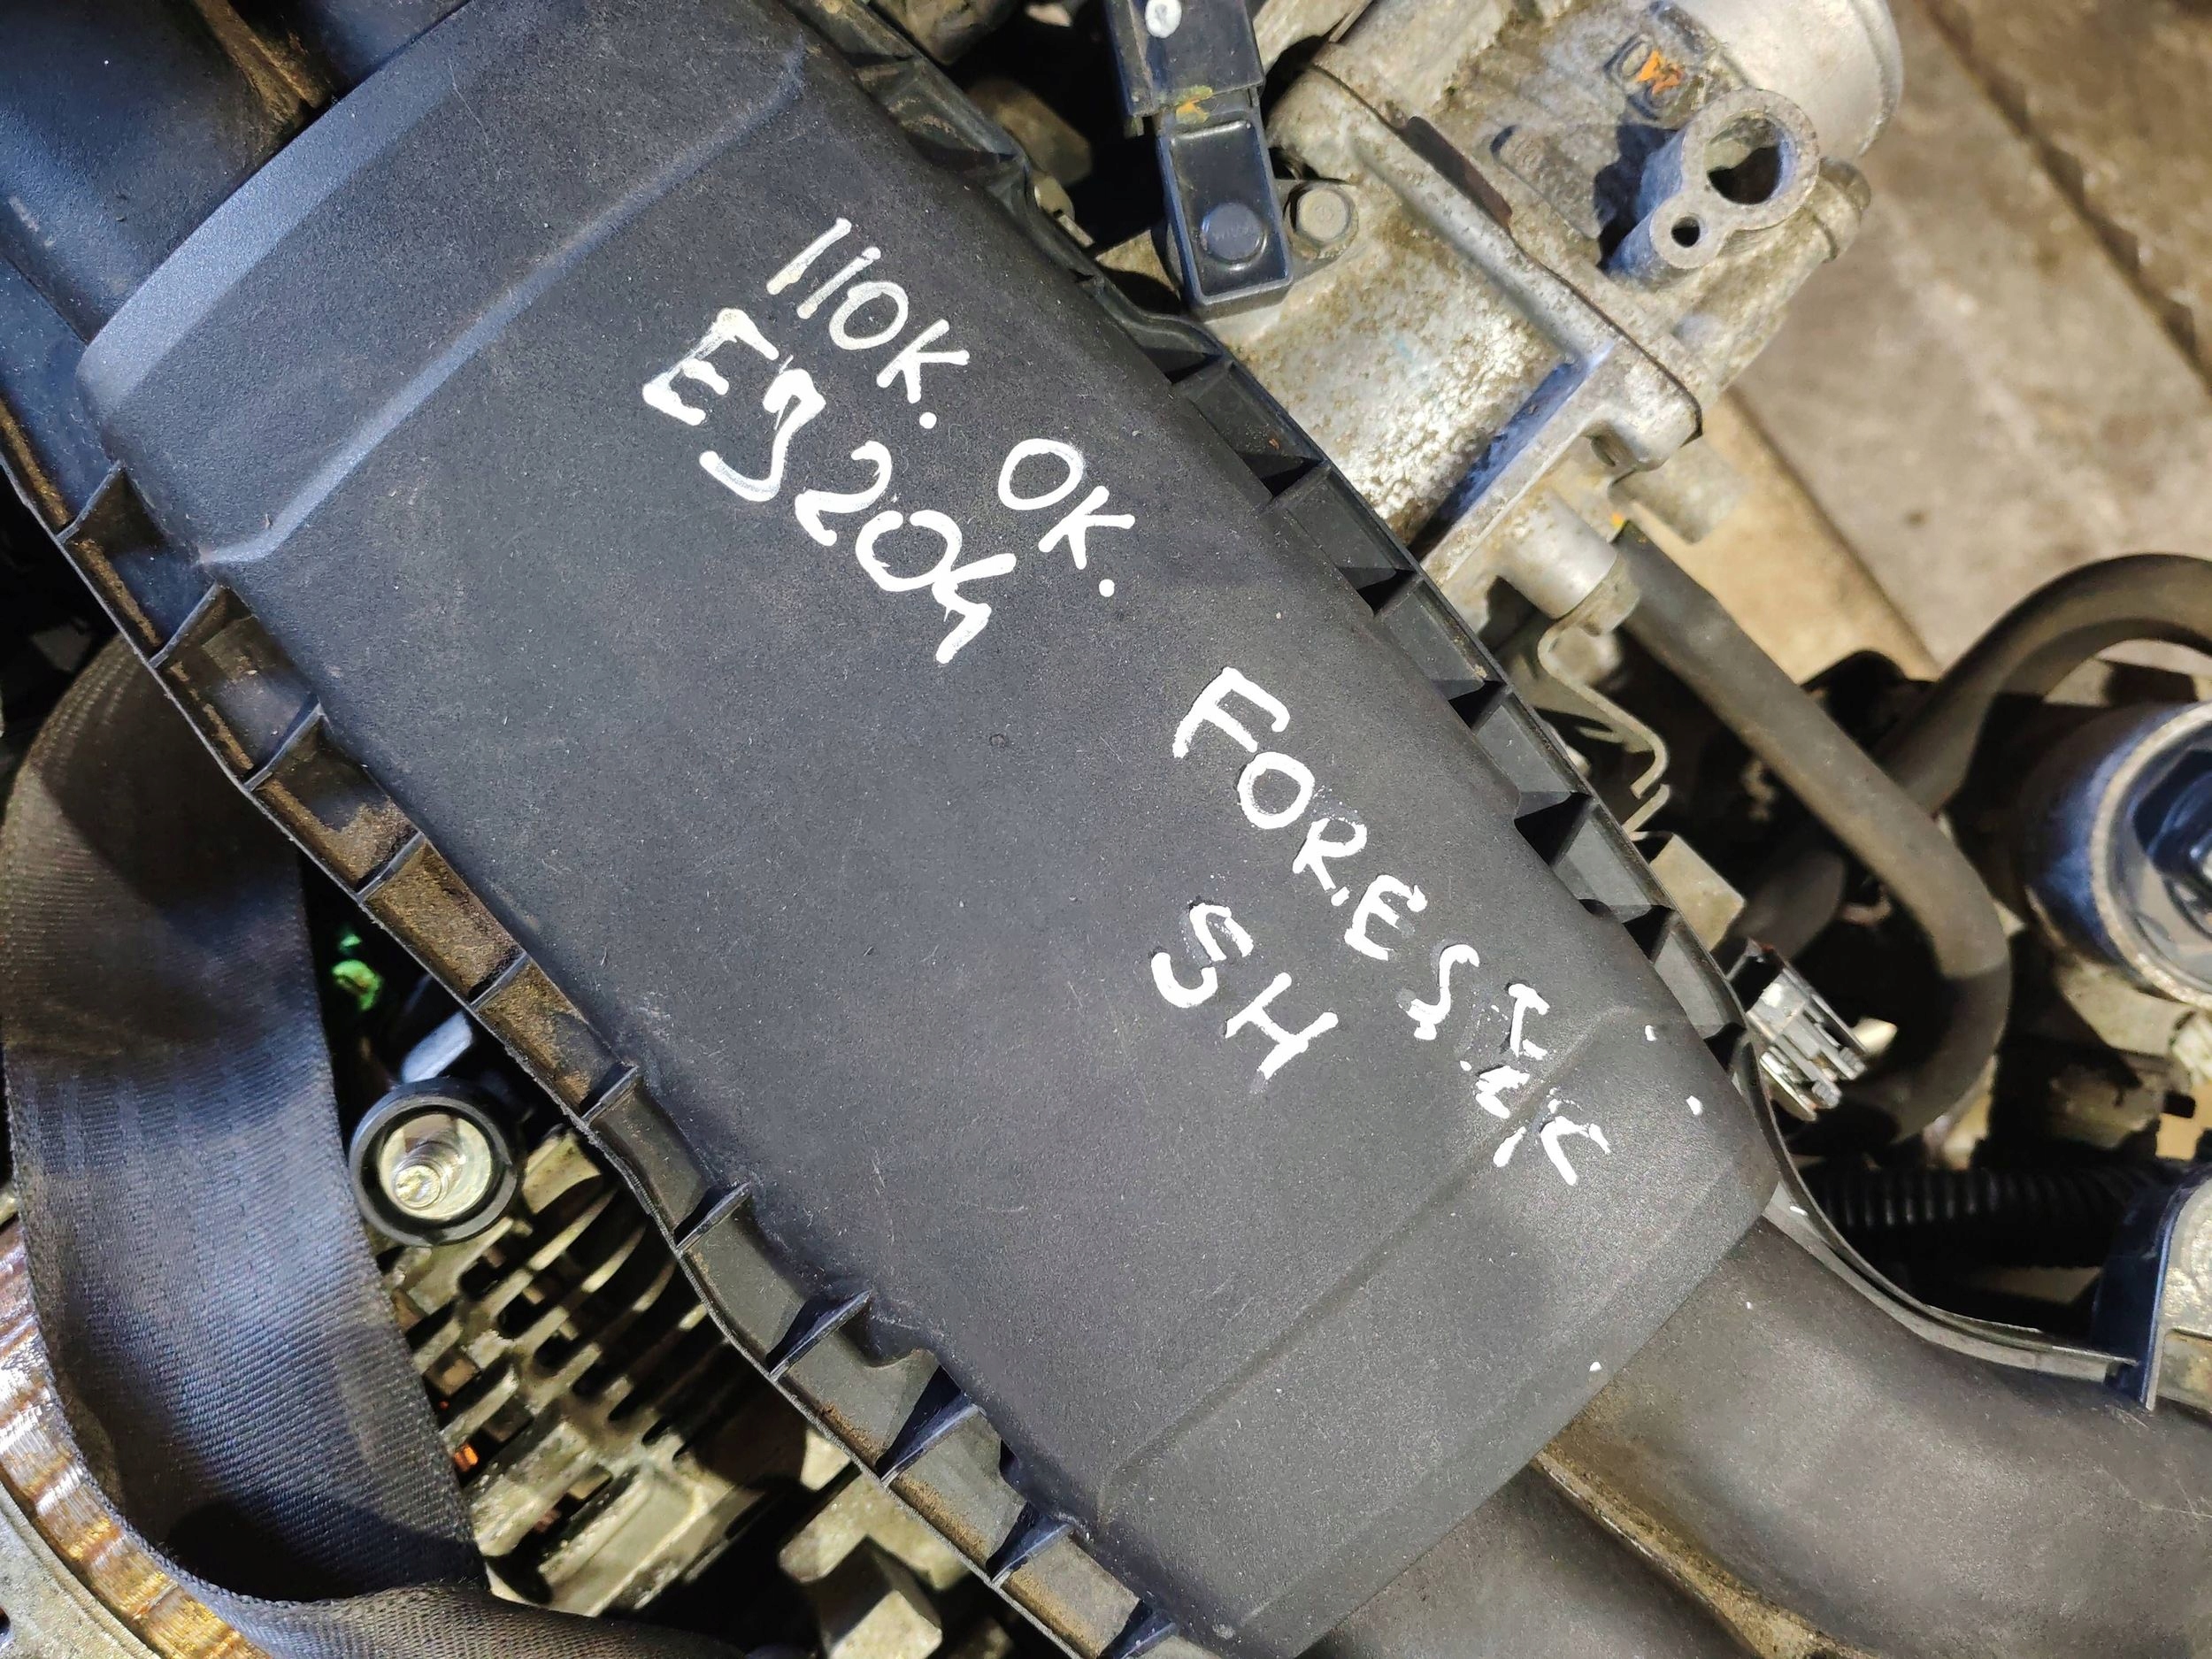 110K. OK. FORESTER
EJ204 SH